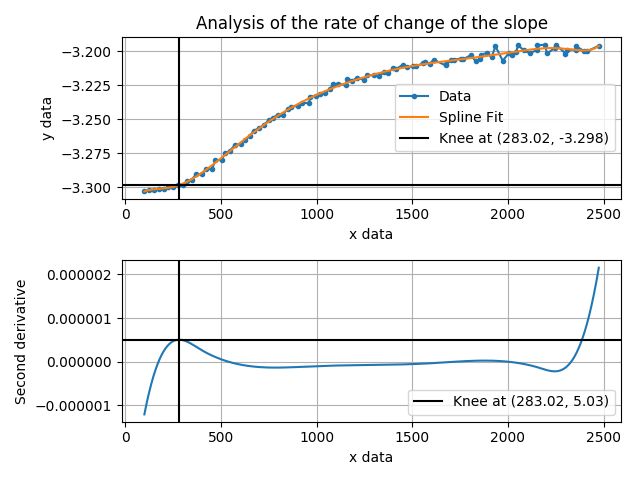 Analysis of the rate of change of the slope
−3.200
−3.225
−3.250
−3.275
−3.300
y data
Data
Spline Fit
Knee at (283.02, -3.298)
0
500
1000
1500
2000
2500
x data
0.000002
0.000001
0.000000
−0.000001
Second derivative
Knee at (283.02, 5.03)
0
500
1000
1500
2000
2500
x data